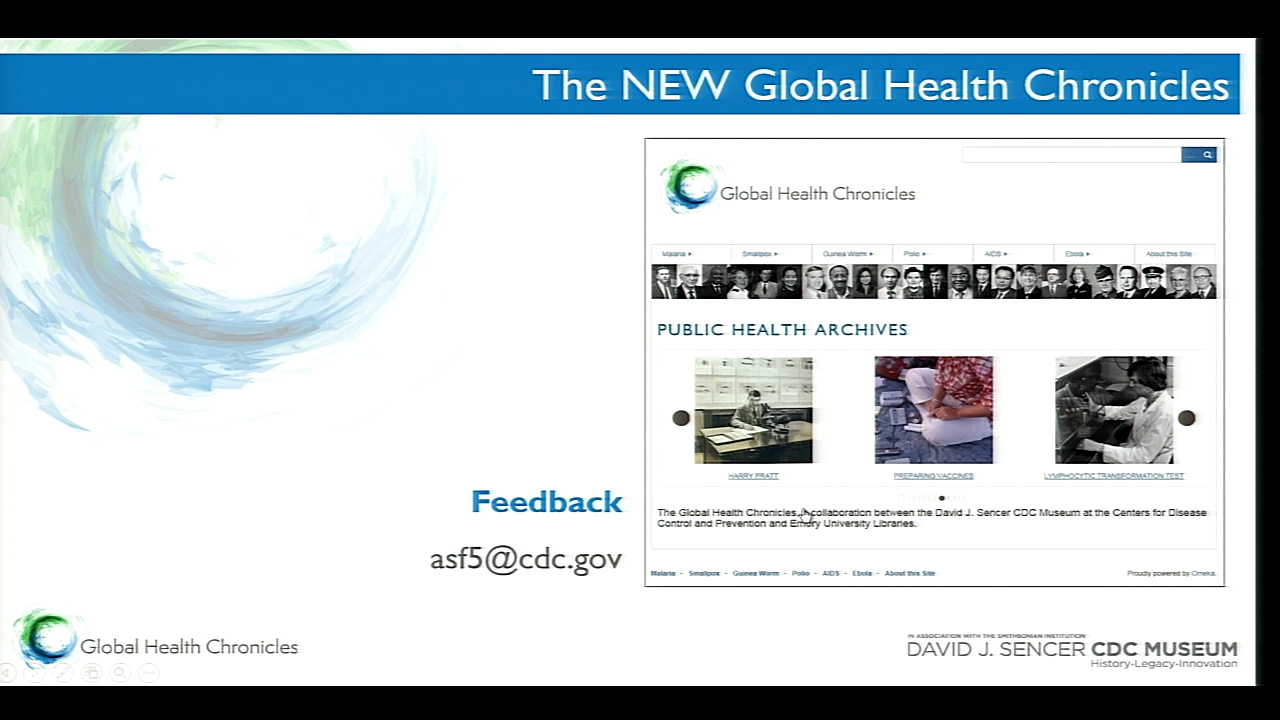 The NEW Global Health Chronicles
Global Health Chronicles
Malaria
Smallpox
Guinea Worm
Polio
AIDS
Ebola
About this Site
PUBLIC HEALTH ARCHIVES
HARRY PRATT
PREPARING VACCINES
LYMPHOCYTIC TRANSFORMATION TEST
The Global Health Chronicles, collaboration between the David J. Sencer CDC Museum at the Centers for Disease
Control and Prevention and Emory University Libraries.
Malaria - Smallpox - Guinea Worm - Polio - AIDS - Ebola - About this Site
Proudly powered by Omeka.
Feedback
asf5@cdc.gov
Global Health Chronicles
IN ASSOCIATION WITH THE SMITHSONIAN INSTITUTION
DAVID J. SENCER CDC MUSEUM
History-Legacy-Innovation